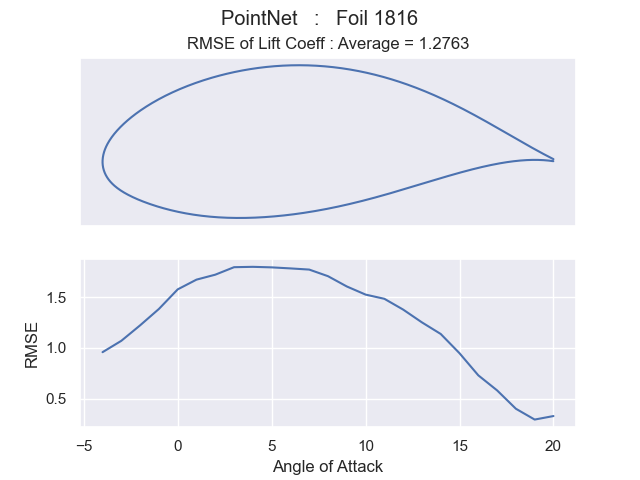 PointNet : Foil 1816
RMSE of Lift Coeff : Average = 1.2763
1.5
1.0
0.5
RMSE
−5 0 5 10 15 20
Angle of Attack